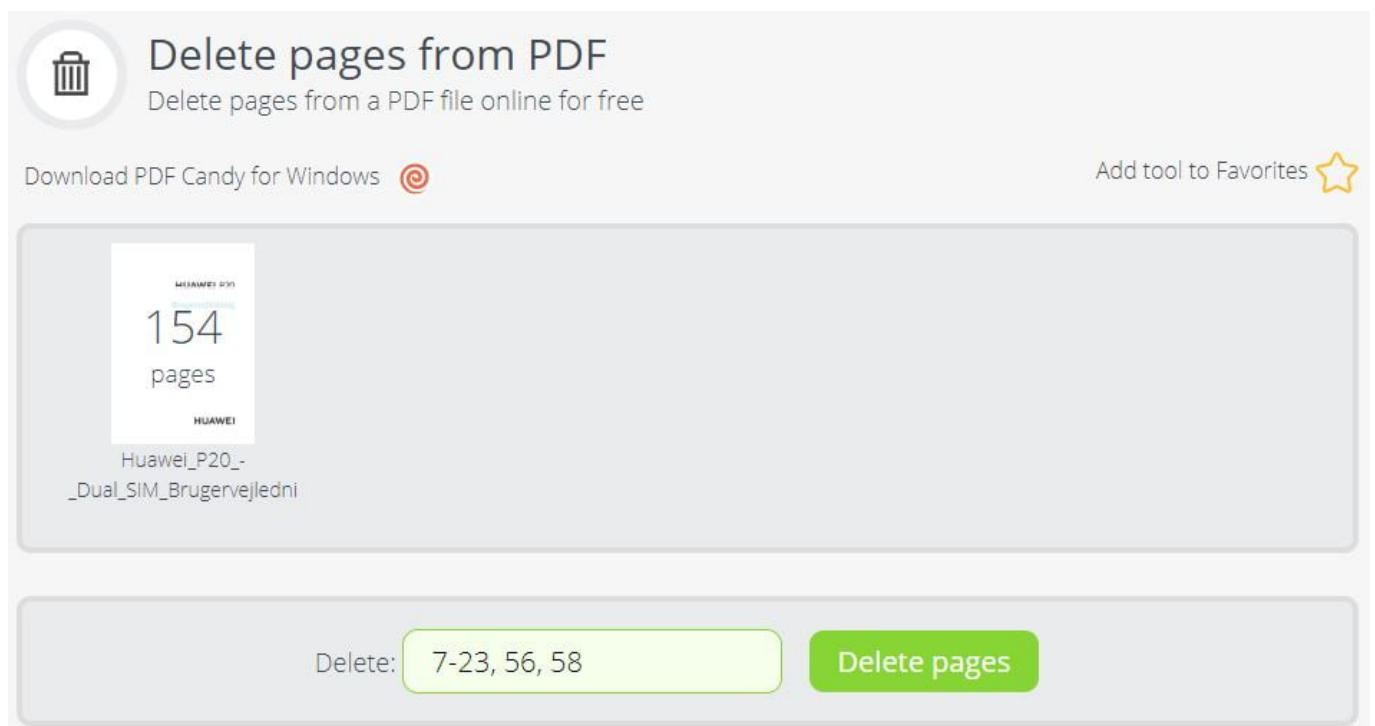 Delete pages from PDF
Delete pages from a PDF file online for free
Download PDF Candy for Windows
Add tool to Favorites
HUAWEI P20
154
pages
HUAWEI
Huawei_P20_-
_Dual_SIM_Brugervejledni
Delete: 7-23, 56, 58 Delete pages